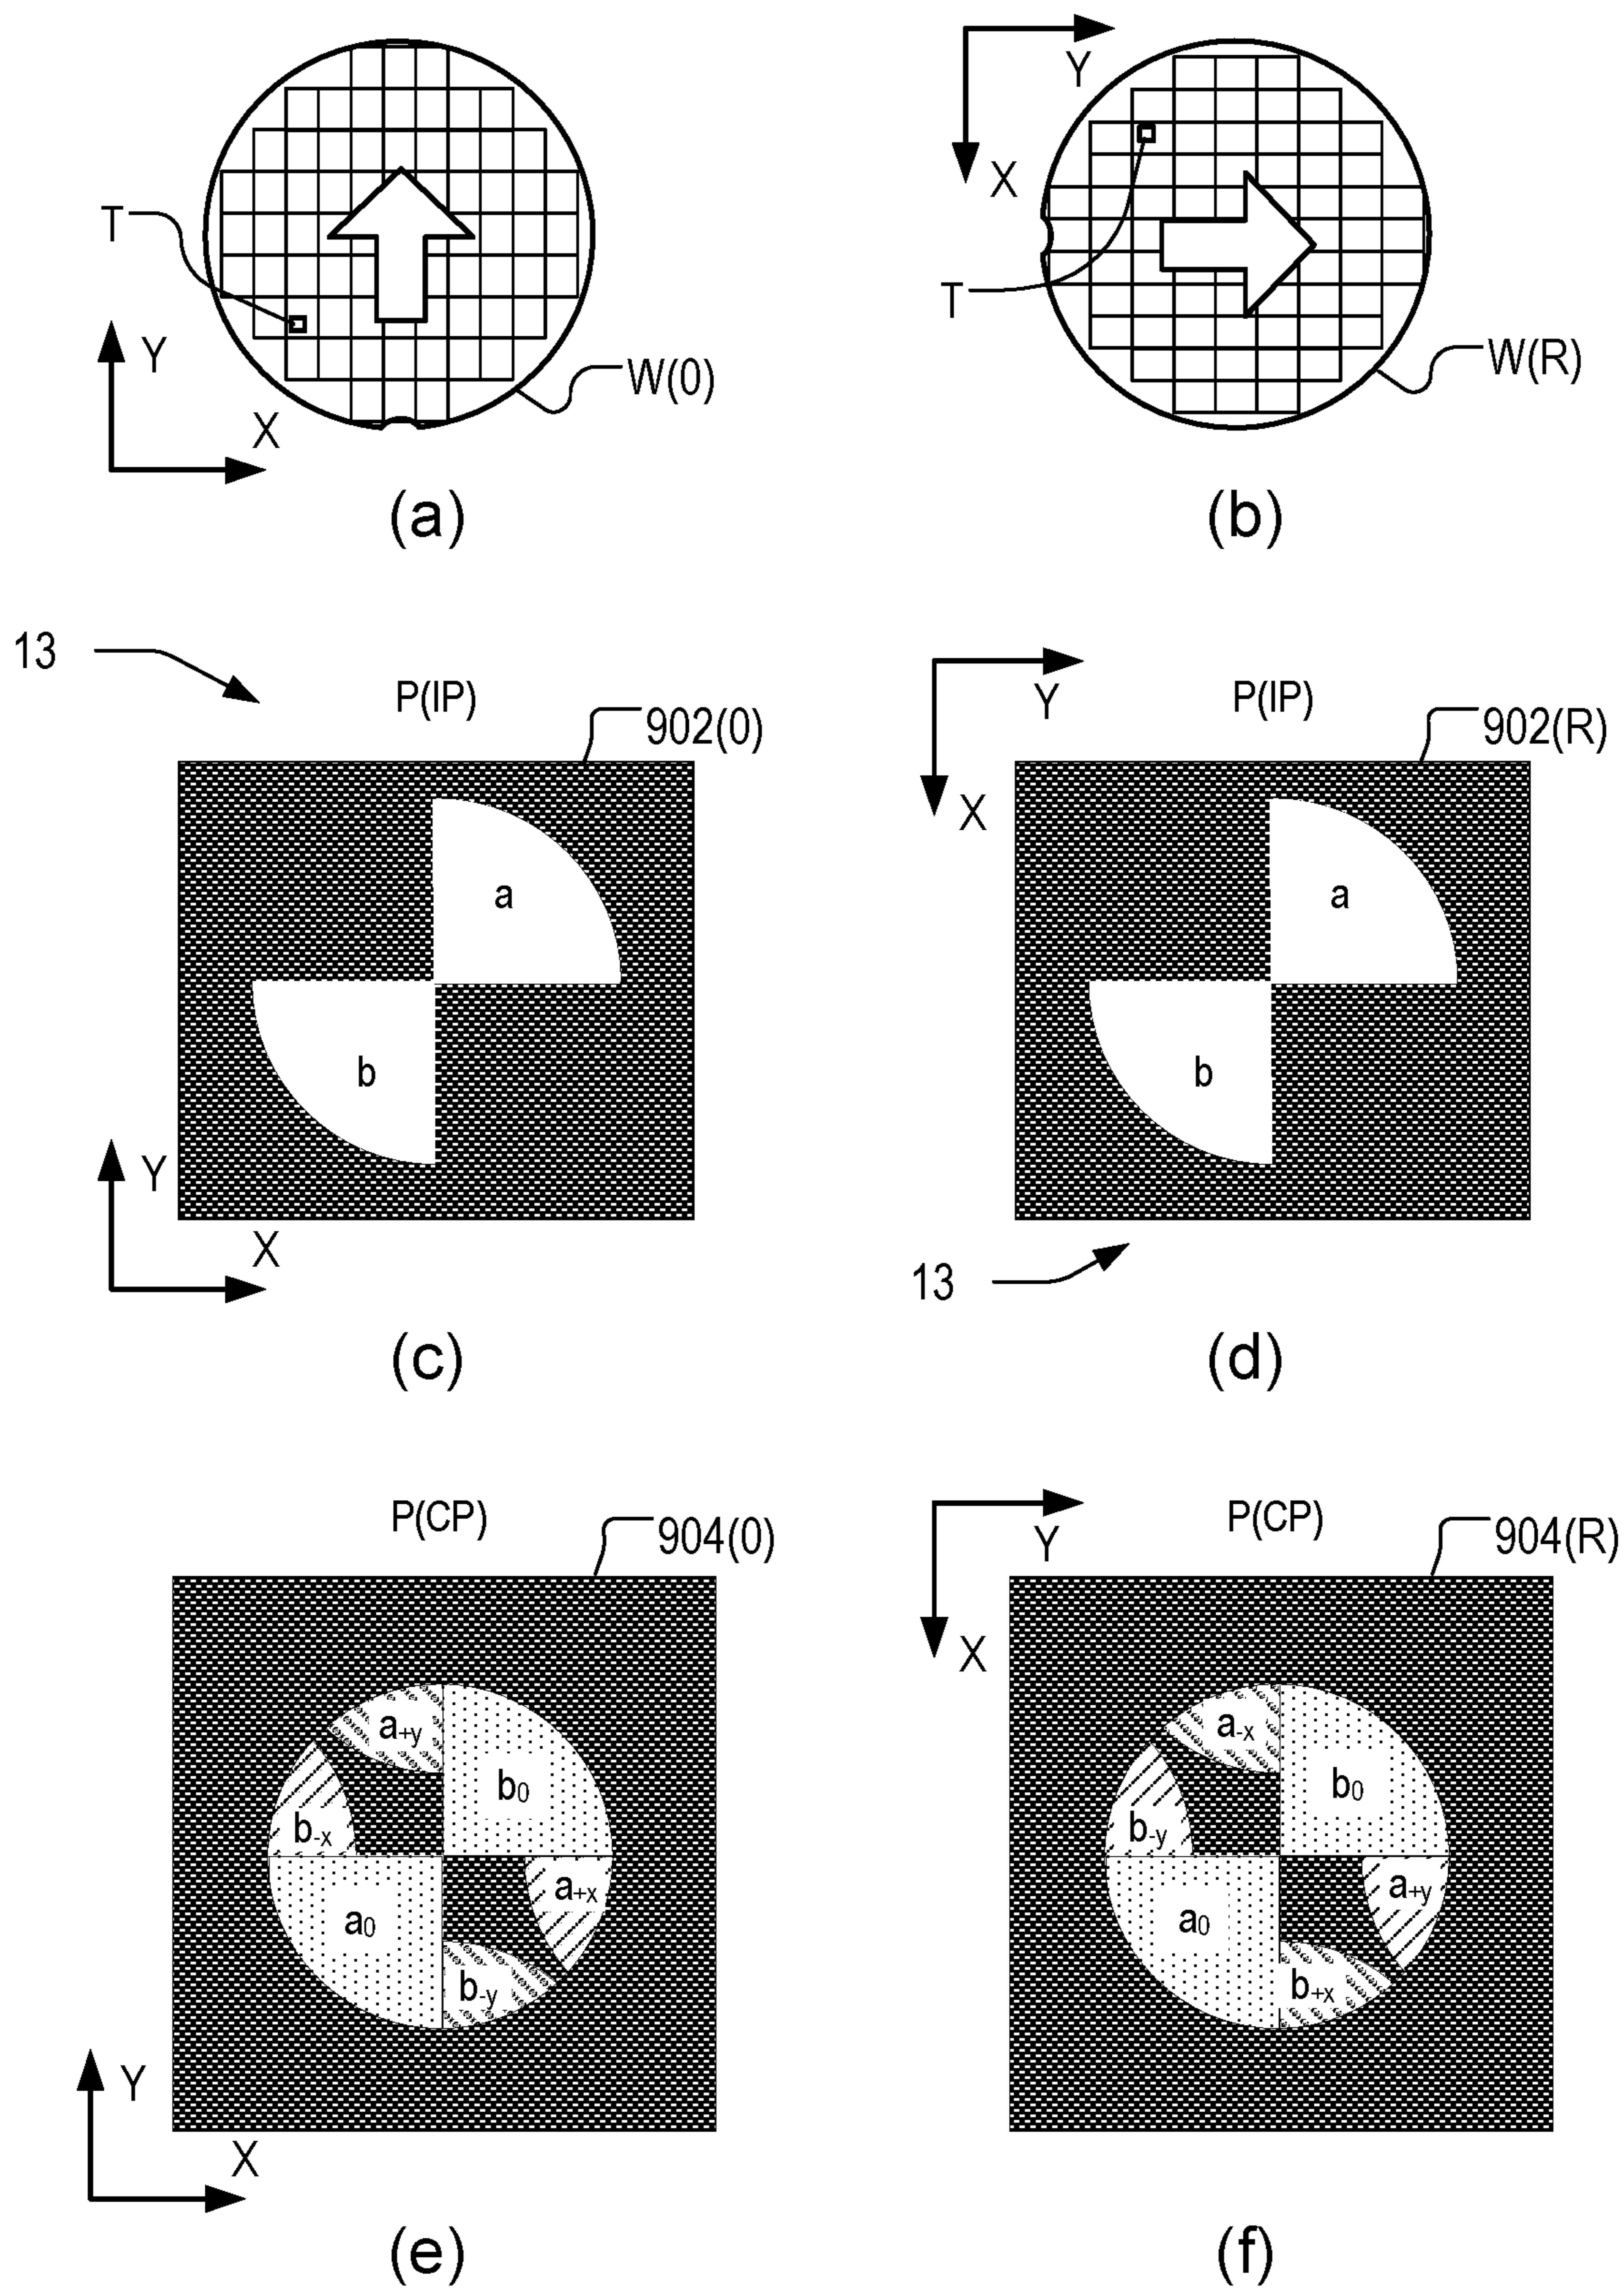 Y
X
T
Y
T
W(0)
W(R)
X
(a)
(b)
13
P(IP)
P(IP)
Y
902(0)
902(R)
X
a
a
b
b
Y
X
13
(c)
(d)
P(CP)
P(CP)
Y
904(0)
904(R)
X
a+y
a-x
b0
b0
b-x
b-y
a+x
a+y
a0
a0
b-y
b+x
Y
X
(e)
(f)